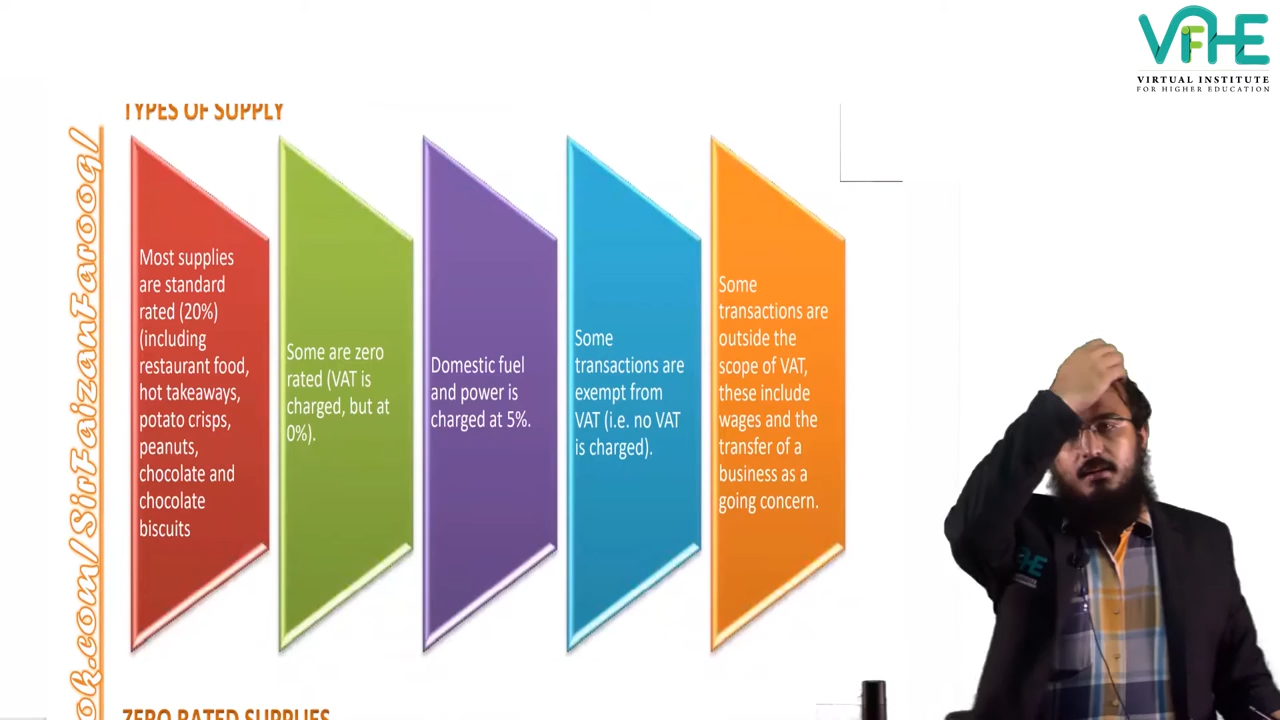 VFHE
VIRTUAL INSTITUTE
FOR HIGHER EDUCATION
TYPES OF SUPPLY
Most supplies
are standard
rated (20%)
(including
restaurant food,
hot takeaways,
potato crisps,
peanuts,
chocolate and
chocolate
biscuits
Some are zero
rated (VAT is
charged, but at
0%).
Domestic fuel
and power is
charged at 5%.
Some
transactions are
exempt from
VAT (i.e. no VAT
is charged).
Some
transactions are
outside the
scope of VAT,
these include
wages and the
transfer of a
business as a
going concern.
ok.com/SirFaizanFarooq/
ZERO RATED SUPPLIES